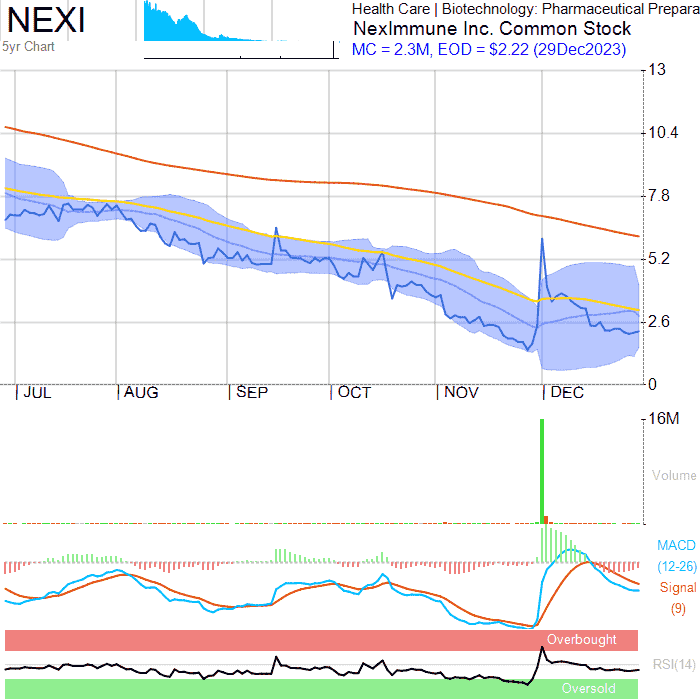 NEXI
5yr Chart
Health Care | Biotechnology: Pharmaceutical Prepara
NexImmune Inc. Common Stock
MC = 2.3M, EOD = $2.22 (29Dec2023)
13
10.4
7.8
5.2
2.6
0
JUL AUG SEP OCT NOV DEC
16M
Volume
MACD
(12-26)
Signal
(9)
Overbought
RSI(14)
Oversold